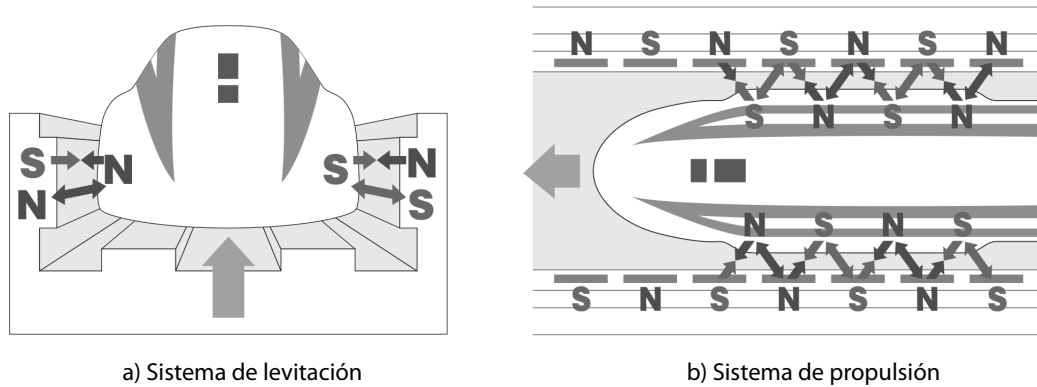 N S N S N S N
S N S N
S N S N
N S
N S N S
S N S N S N S
a) Sistema de levitación
b) Sistema de propulsión